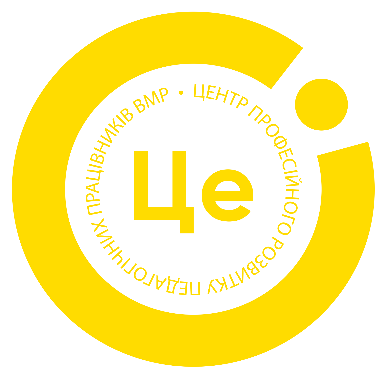 ЦЕНТР ПРОФЕСІЙНОГО РОЗВИТКУ ПЕДАГОГІЧНИХ ПРАЦІВНИКІВ ВМР •
Це